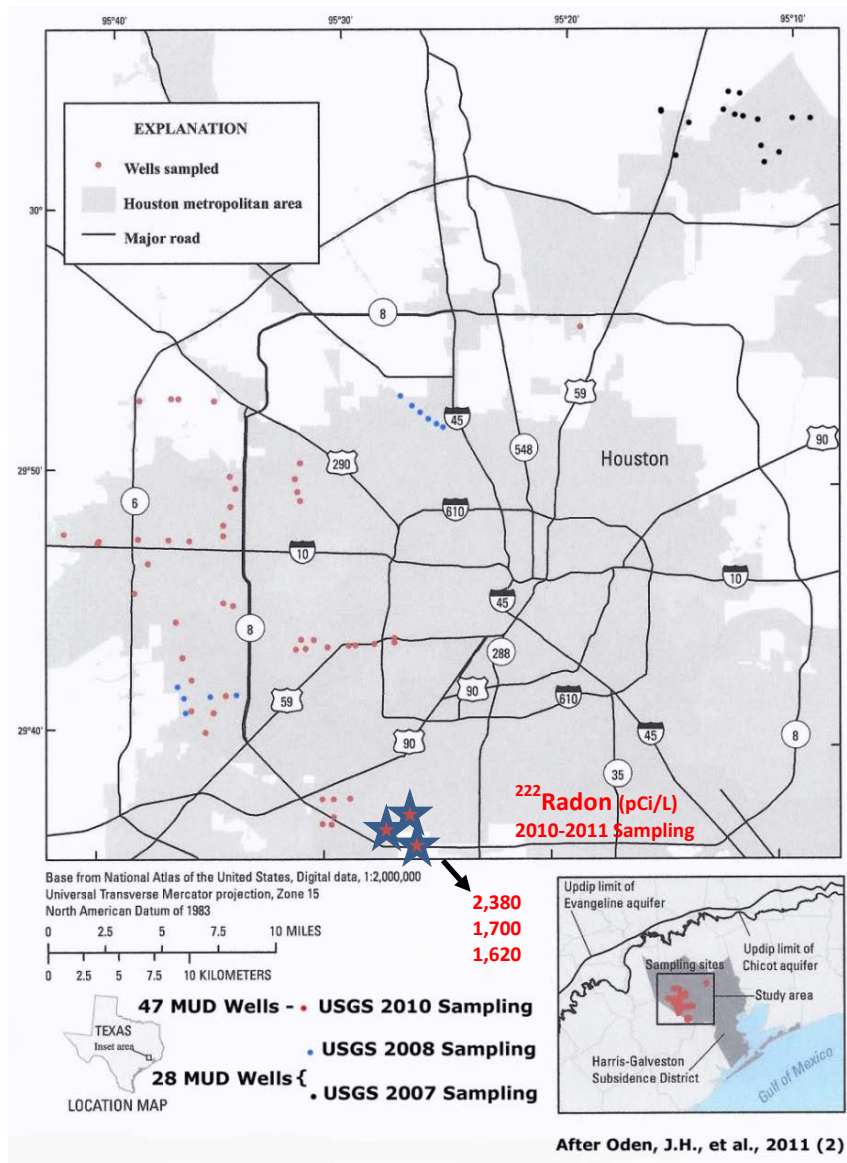 95°40'
95°30'
95°20'
95°10'
EXPLANATION
Wells sampled
Houston metropolitan area
Major road
30°
8
59
45
90
548
290
Houston
29°50'
6
610
10
10
45
8
288
90
59
610
29°40'
90
45
8
35
222Radon (pCi/L)
2010-2011 Sampling
Base from National Atlas of the United States, Digital data, 1:2,000,000
Universal Transverse Mercator projection, Zone 15
North American Datum of 1983
2,380
1,700
1,620
0 2.5 5 7.5 10 MILES
0 2.5 5 7.5 10 KILOMETERS
Updip limit of
Evangeline aquifer
Updip limit of
Chicot aquifer
Sampling sites
Study area
Harris-Galveston
Subsidence District
Gulf of Mexico
TEXAS
Inset area
LOCATION MAP
47 MUD Wells - • USGS 2010 Sampling
• USGS 2008 Sampling
28 MUD Wells {
• USGS 2007 Sampling
After Oden, J.H., et al., 2011 (2)